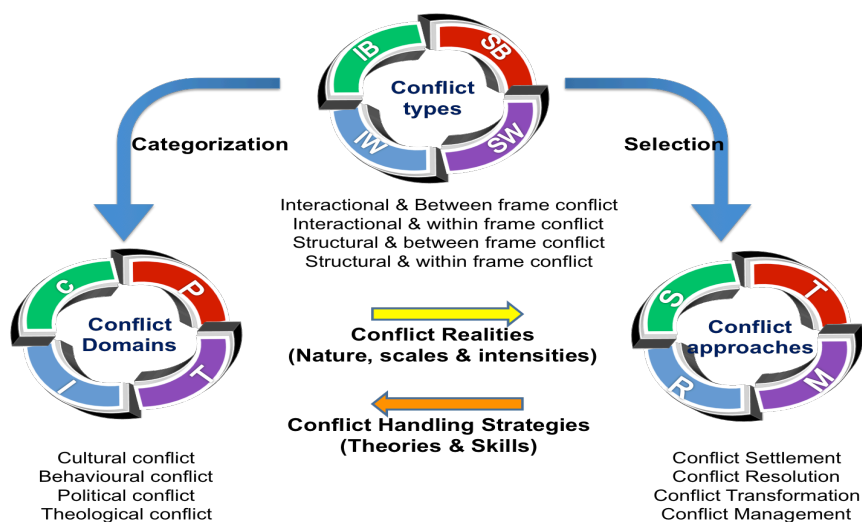 IB
SB
Conflict
types
IW
SW
Categorization
Selection
Interactional & Between frame conflict
Interactional & within frame conflict
Structural & between frame conflict
Structural & within frame conflict
C
P
Conflict
Domains
I
T
S
T
Conflict
approaches
R
M
Conflict Realities
(Nature, scales & intensities)
Conflict Handling Strategies
(Theories & Skills)
Cultural conflict
Behavioural conflict
Political conflict
Theological conflict
Conflict Settlement
Conflict Resolution
Conflict Transformation
Conflict Management